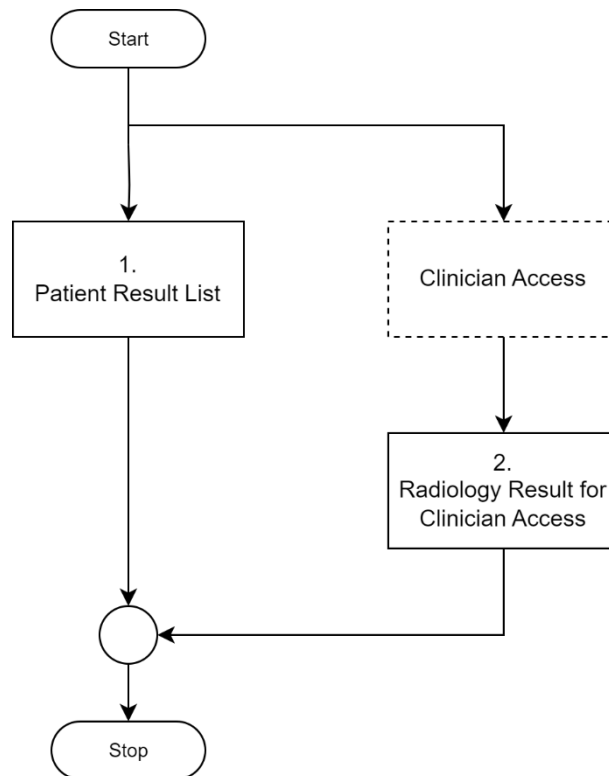 Start
1.
Patient Result List
Clinician Access
2.
Radiology Result for
Clinician Access
Stop